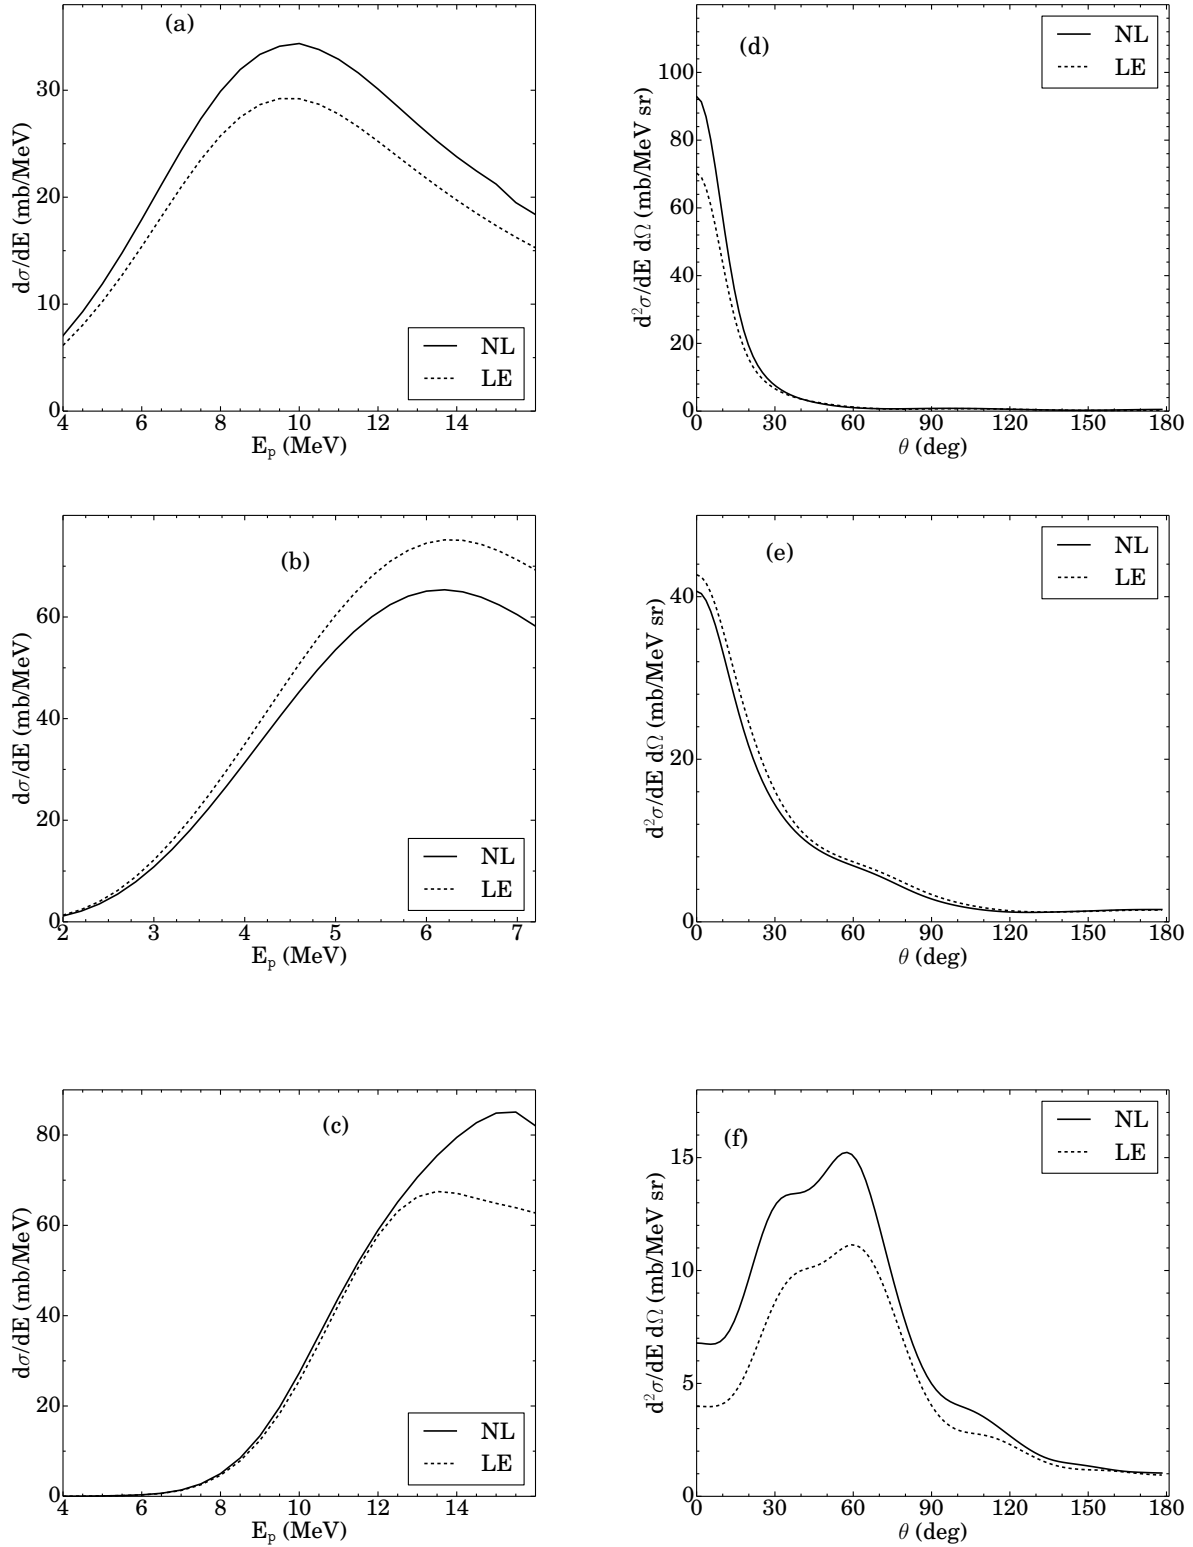 (a)
dσ/dE (mb/MeV)
30
20
10
0
4 6 8 10 12 14
E_p (MeV)
NL
LE
(d)
d²σ/dE dΩ (mb/MeV sr)
100
80
60
40
20
0
0 30 60 90 120 150 180
θ (deg)
NL
LE
(b)
dσ/dE (mb/MeV)
60
40
20
0
2 3 4 5 6 7
E_p (MeV)
NL
LE
(e)
d²σ/dE dΩ (mb/MeV sr)
40
20
0
0 30 60 90 120 150 180
θ (deg)
NL
LE
(c)
dσ/dE (mb/MeV)
80
60
40
20
0
4 6 8 10 12 14
E_p (MeV)
NL
LE
(f)
d²σ/dE dΩ (mb/MeV sr)
15
10
5
0
0 30 60 90 120 150 180
θ (deg)
NL
LE